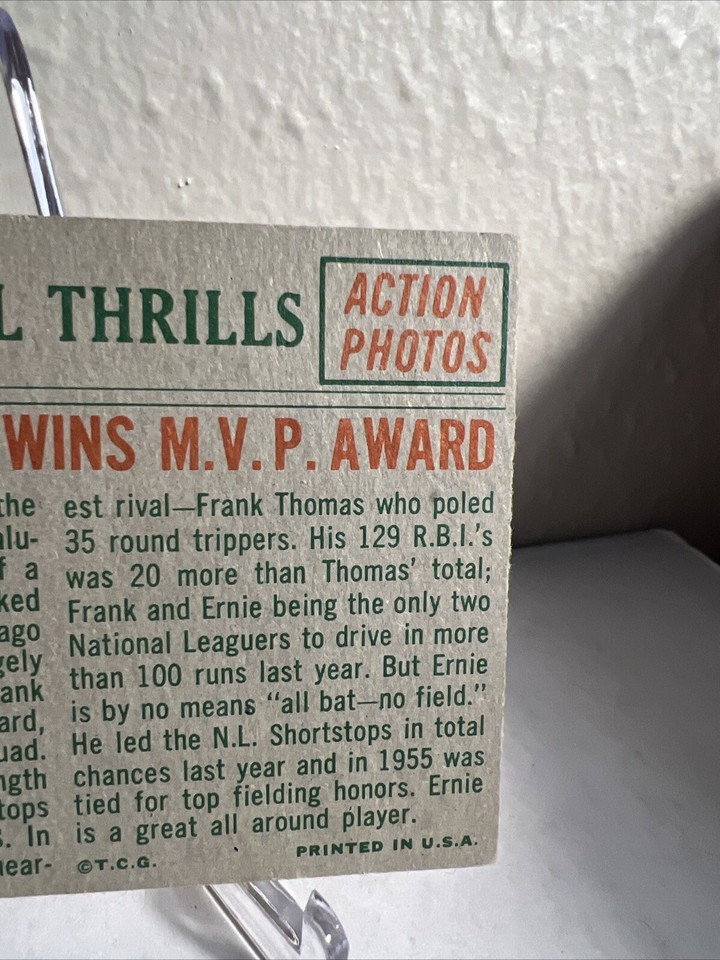 L THRILLS
ACTION
PHOTOS
WINS M.V.P. AWARD
the
alu-
f a
ked
ago
gely
ank
ard,
uad.
ngth
tops
. In
near-
est rival—Frank Thomas who poled
35 round trippers. His 129 R.B.I.'s
was 20 more than Thomas' total;
Frank and Ernie being the only two
National Leaguers to drive in more
than 100 runs last year. But Ernie
is by no means "all bat—no field."
He led the N.L. Shortstops in total
chances last year and in 1955 was
tied for top fielding honors. Ernie
is a great all around player.
©T.C.G.
PRINTED IN U.S.A.